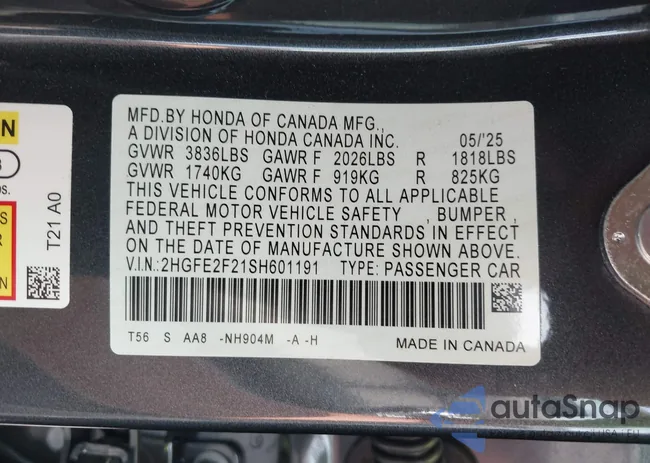 ON
S
T21 A0
MFD.BY HONDA OF CANADA MFG.,
A DIVISION OF HONDA CANADA INC. 05/'25
GVWR 3836LBS GAWR F 2026LBS R 1818LBS
GVWR 1740KG GAWR F 919KG R 825KG
THIS VEHICLE CONFORMS TO ALL APPLICABLE
FEDERAL MOTOR VEHICLE SAFETY , BUMPER,
AND THEFT PREVENTION STANDARDS IN EFFECT
ON THE DATE OF MANUFACTURE SHOWN ABOVE.
V.I.N.: 2HGFE2F21SH601191 TYPE: PASSENGER CAR
T56 S AA8 -NH904M -A -H
MADE IN CANADA
autoSnap